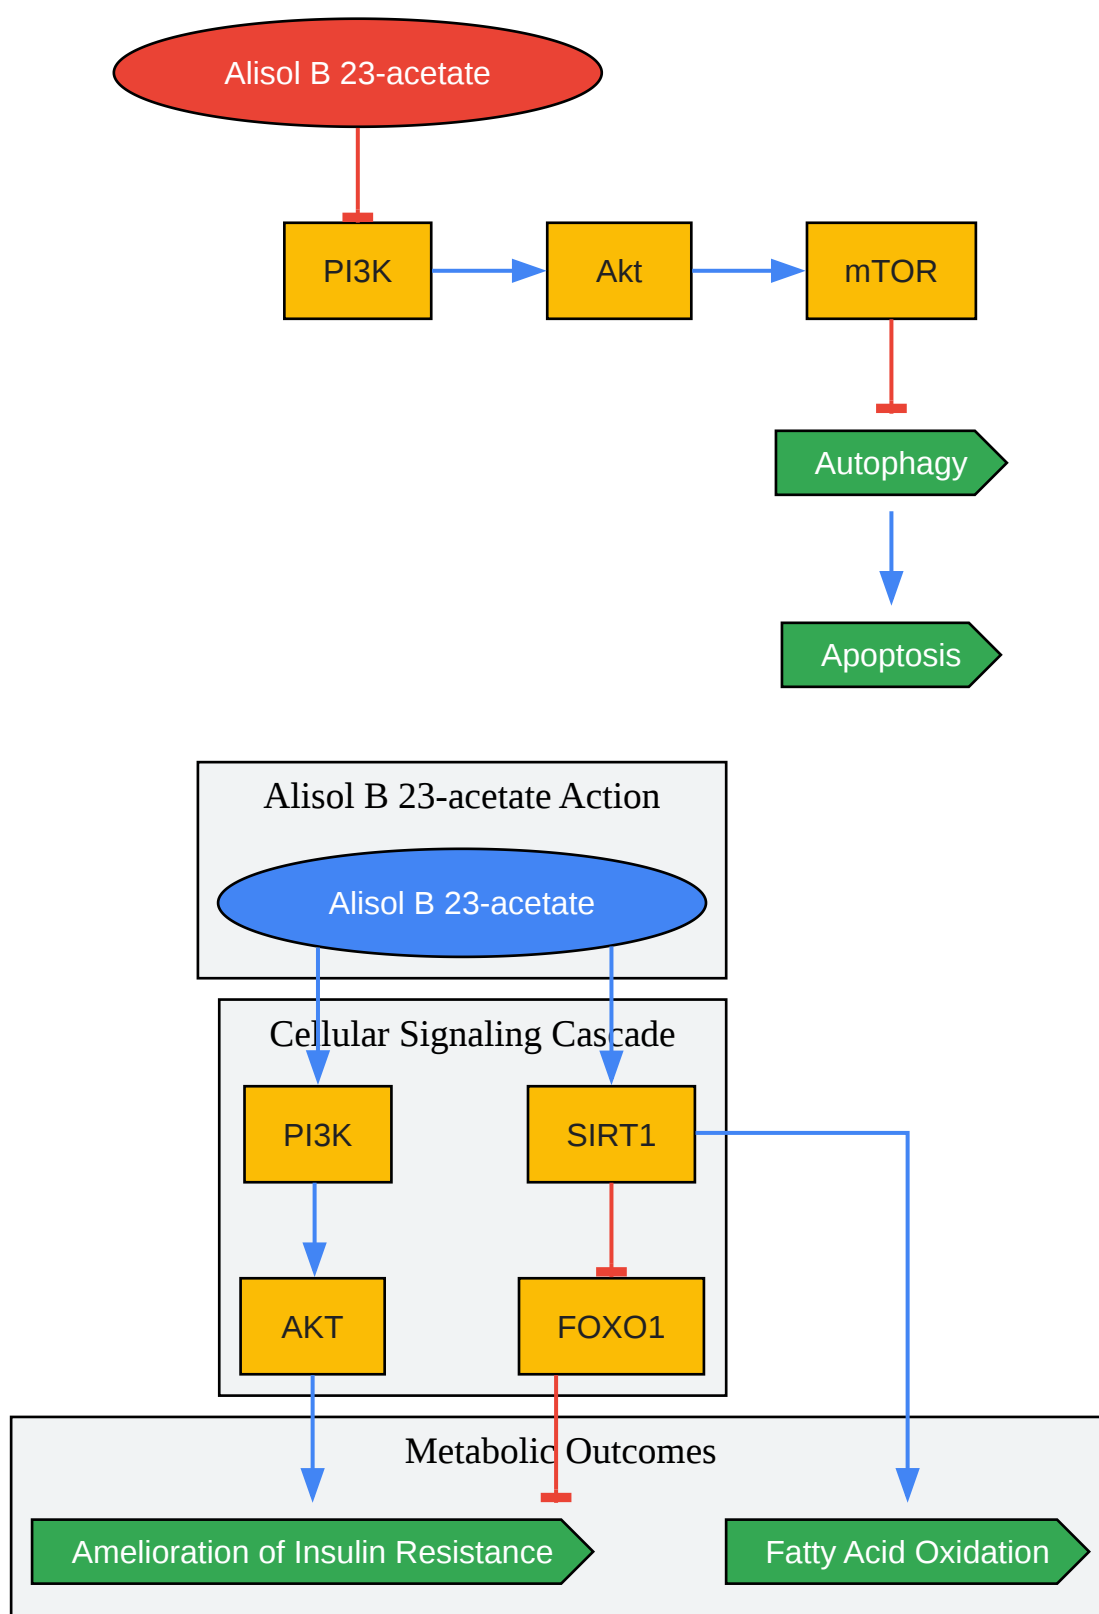 Alisol B 23-acetate
PI3K
Akt
mTOR
Autophagy
Apoptosis
Alisol B 23-acetate Action
Alisol B 23-acetate
Cellular Signaling Cascade
PI3K
SIRT1
AKT
FOXO1
Metabolic Outcomes
Amelioration of Insulin Resistance
Fatty Acid Oxidation